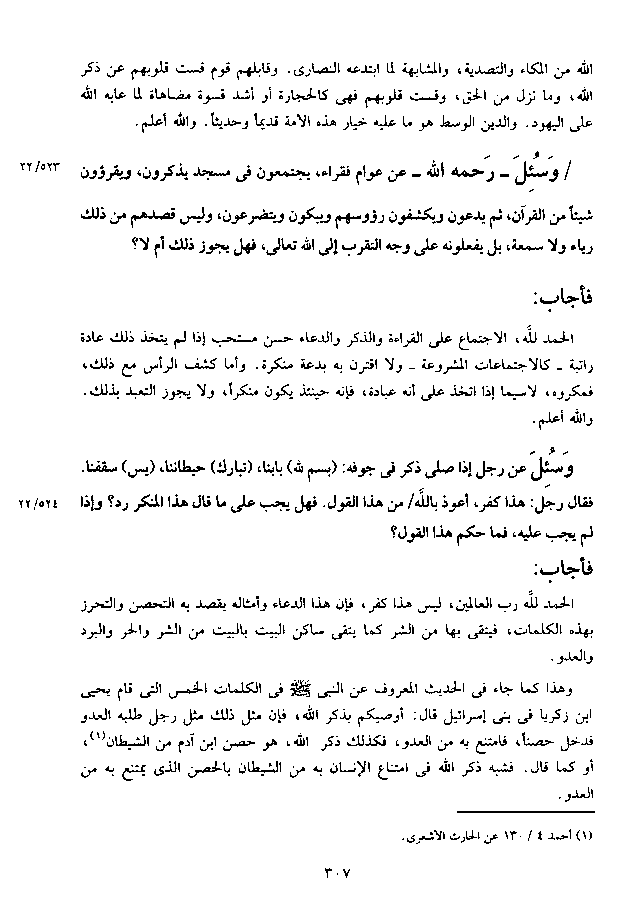 الله من المكاء والتصدية، والمشابهة لما ابتدعه النصارى. وقابلهم قوم قست قلوبهم عن ذكر
الله، وما نزل من الحق، وقست قلوبهم فهى كالحجارة أو أشد قسوة مضاهاة لما عابه الله
على اليهود. والدين الوسط هو ما عليه خيار هذه الأمة قديماً وحديثاً. والله أعلم.
/ وَسُئِلَ ـ رَحمه الله ـ عن عوام فقراء، يجتمعون فى مسجد يذكرون، ويقرؤون ٢٢/٥٢٣
شيئاً من القرآن، ثم يدعون ويكشفون رؤوسهم ويبكون ويتضرعون، وليس قصدهم من ذلك
رياء ولا سمعة، بل يفعلونه على وجه التقرب إلى الله تعالى، فهل يجوز ذلك أم لا؟
فأجاب:
الحمد للَّه، الاجتماع على القراءة والذكر والدعاء حسن مستحب إذا لم يتخذ ذلك عادة
راتبة ـ كالاجتماعات المشروعة ـ ولا اقترن به بدعة منكرة. وأما كشف الرأس مع ذلك،
فمكروه، لاسيما إذا اتخذ على أنه عبادة، فإنه حينئذ يكون منكراً، ولا يجوز التعبد بذلك.
والله أعلم.
وَسُئِلَ عن رجل إذا صلى ذكر فى جوفه: (بسم لله) بابنا، (تبارك) حيطاننا، (يس) سقفنا.
فقال رجل: هذا كفر، أعوذ باللَّه/ من هذا القول. فهل يجب على ما قال هذا المنكر رد؟ وإذا ٢٢/٥٢٤
لم يجب عليه، فما حكم هذا القول؟
فأجاب:
الحمد للَّه رب العالمين، ليس هذا كفر، فإن هذا الدعاء وأمثاله يقصد به التحصن والتحرز
بهذه الكلمات، فيتقى بها من الشر كما يتقى ساكن البيت بالبيت من الشر والحر والبرد
والعدو.
وهذا كما جاء فى الحديث المعروف عن النبى ﷺ فى الكلمات الخمس التى قام يحيى
ابن زكريا فى بنى إسرائيل قال: أوصيكم بذكر الله، فإن مثل ذلك مثل رجل طلبه العدو
فدخل حصناً، فامتنع به من العدو، فكذلك ذكر الله، هو حصن ابن آدم من الشيطان(١)،
أو كما قال. فشبه ذكر الله فى امتناع الإنسان به من الشيطان بالحصن الذى يمتنع به من
العدو.
(١) أحمد ٤ / ١٣٠ عن الحارث الأشعرى.
٣٠٧